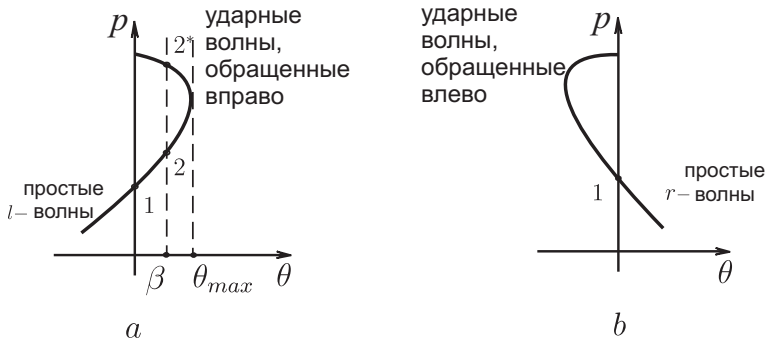 p
ударные
волны,
обращенные
вправо
2*
2
простые
l– волны
1
β
θmax
θ
a
ударные
волны,
обращенные
влево
p
1
простые
r– волны
θ
b